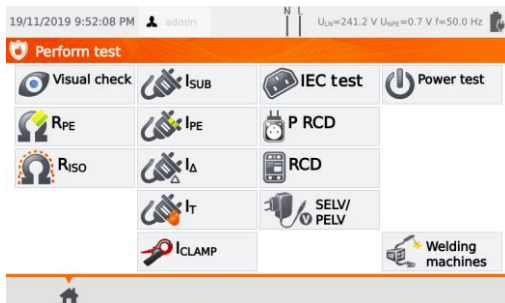 19/11/2019 9:52:08 PM admin N L ULN=241.2 V UNPE=0.7 V f=50.0 Hz
Perform test
Visual check ISUB IEC test Power test
RPE IPE P RCD
RISO IΔ RCD
IT SELV/
PELV
ICLAMP Welding
machines